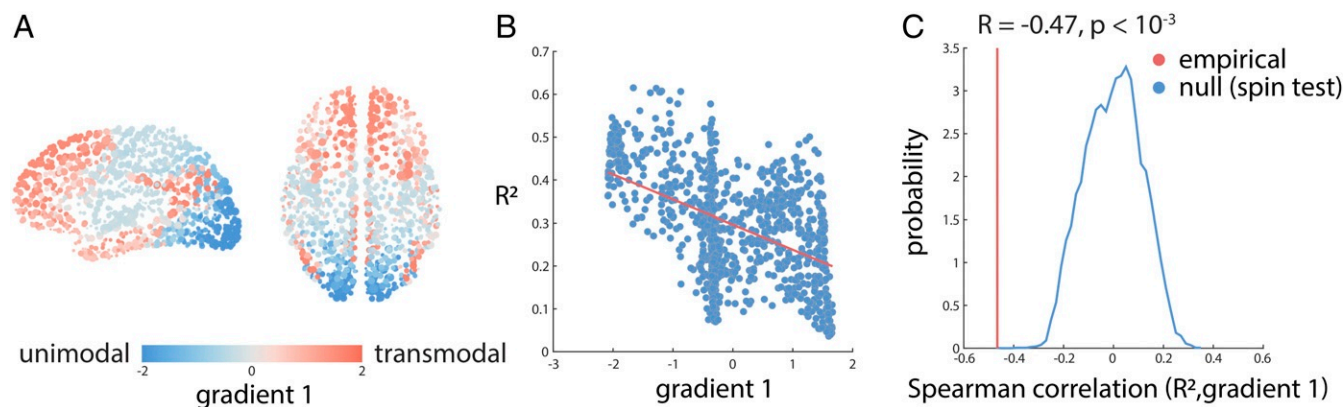 A
unimodal
transmodal
-2
0
2
gradient 1
B
R²
0.7
0.6
0.5
0.4
0.3
0.2
0.1
0
-3
-2
-1
0
1
2
gradient 1
C
R = -0.47, p < 10⁻³
empirical
null (spin test)
probability
3.5
3
2.5
2
1.5
1
0.5
0
-0.6
-0.4
-0.2
0
0.2
0.4
0.6
Spearman correlation (R²,gradient 1)